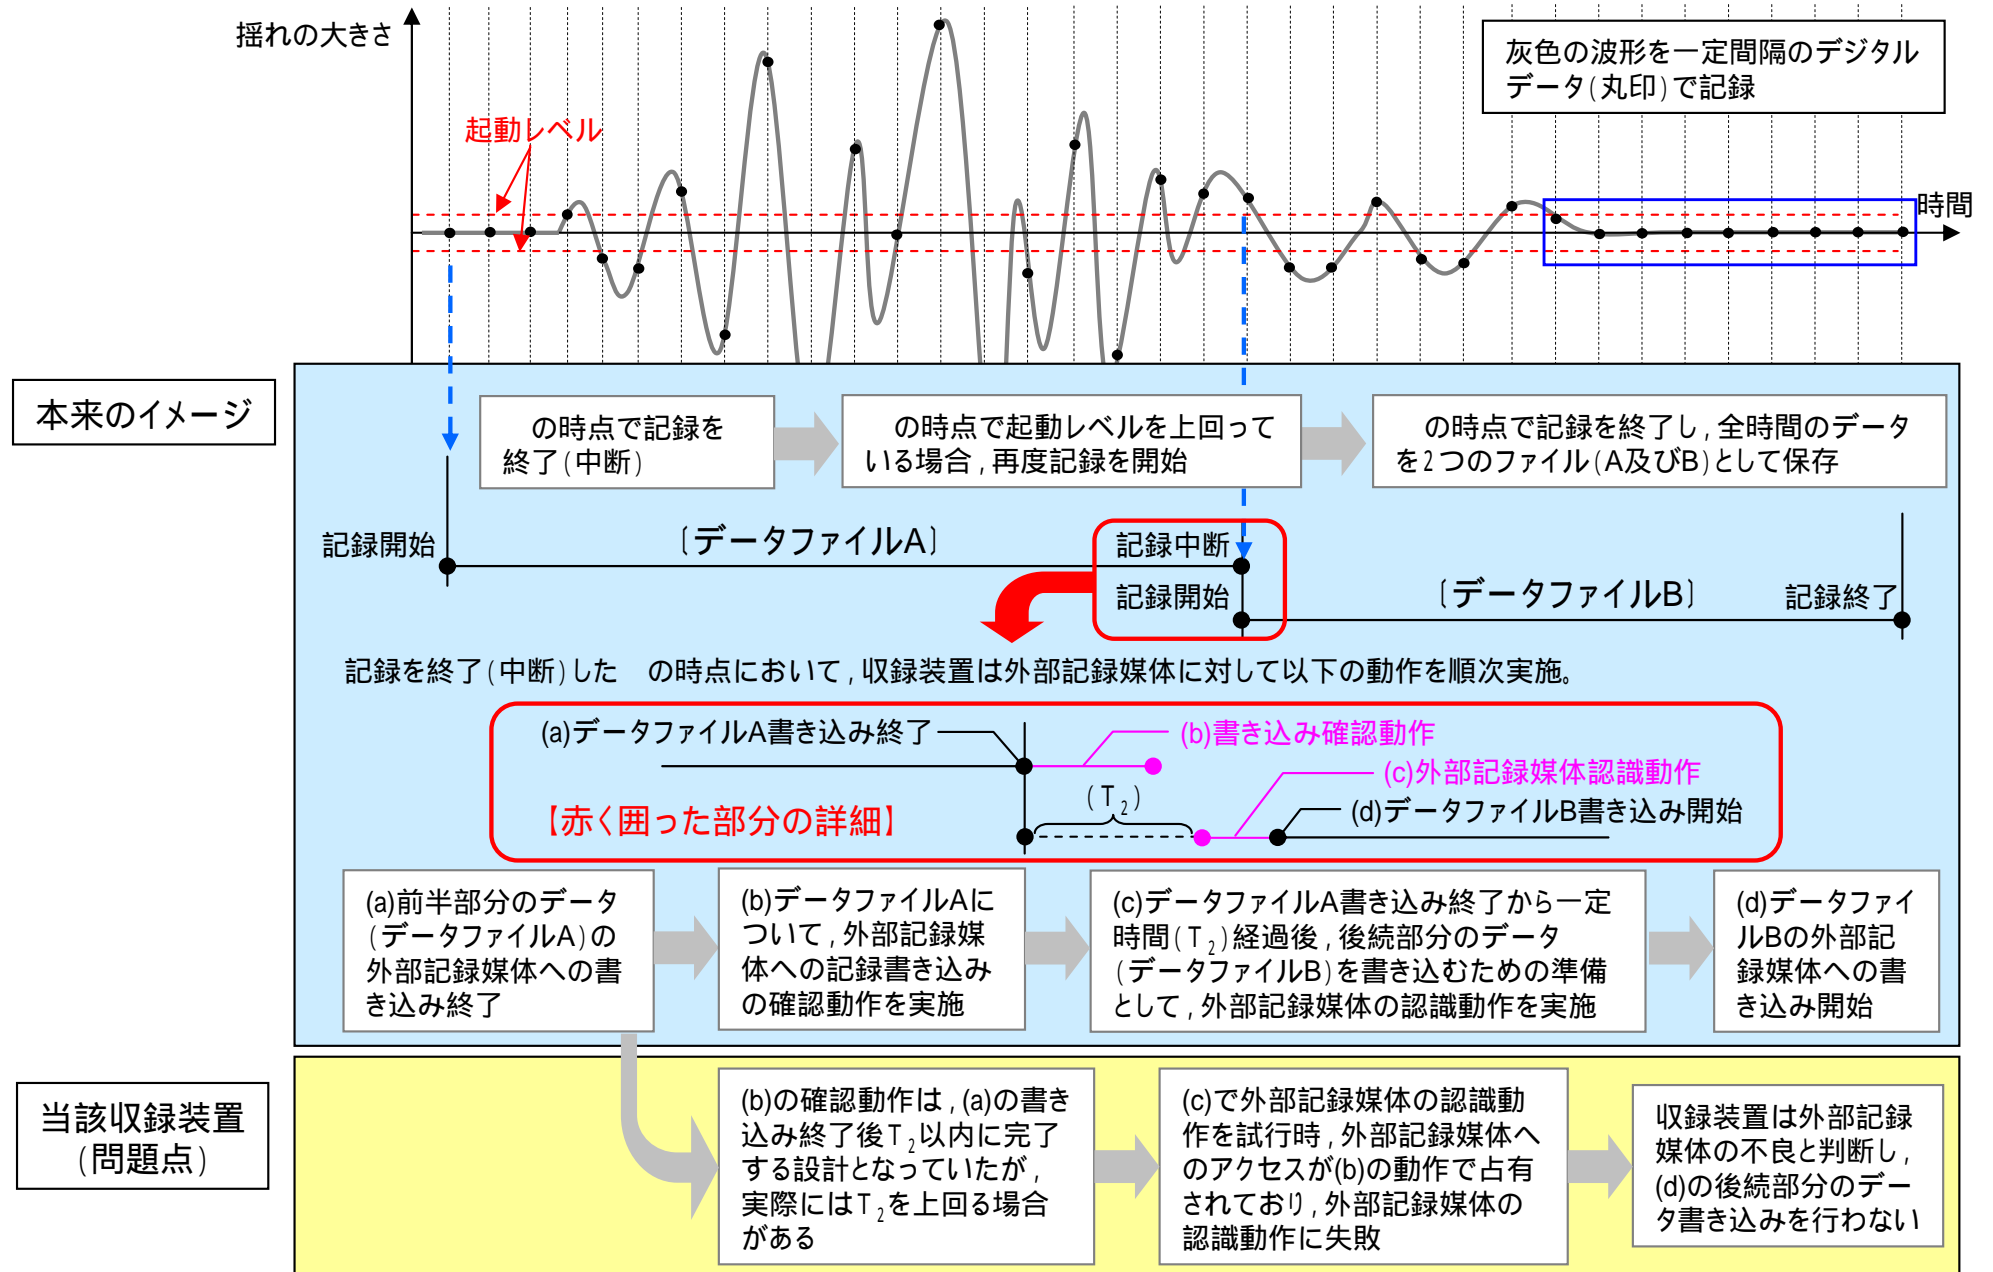 揺れの大きさ
灰色の波形を一定間隔のデジタル
データ(丸印)で記録
起動レベル
時間
本来のイメージ
の時点で記録を
終了(中断)
の時点で起動レベルを上回って
いる場合,再度記録を開始
の時点で記録を終了し,全時間のデータ
を2つのファイル(A及びB)として保存
記録開始
〔データファイルA〕
記録中断
記録開始
〔データファイルB〕
記録終了
記録を終了(中断)した　の時点において,収録装置は外部記録媒体に対して以下の動作を順次実施。
(a)データファイルA書き込み終了
(b)書き込み確認動作
(c)外部記録媒体認識動作
(T2)
(d)データファイルB書き込み開始
【赤く囲った部分の詳細】
(a)前半部分のデータ
(データファイルA)の
外部記録媒体への書
き込み終了
(b)データファイルAに
ついて,外部記録媒
体への記録書き込み
の確認動作を実施
(c)データファイルA書き込み終了から一定
時間(T2)経過後,後続部分のデータ
(データファイルB)を書き込むための準備
として,外部記録媒体の認識動作を実施
(d)データファイ
ルBの外部記
録媒体への書
き込み開始
当該収録装置
(問題点)
(b)の確認動作は,(a)の書き
込み終了後T2以内に完了
する設計となっていたが,
実際にはT2を上回る場合
がある
(c)で外部記録媒体の認識動
作を試行時,外部記録媒体へ
のアクセスが(b)の動作で占有
されており,外部記録媒体の
認識動作に失敗
収録装置は外部記録
媒体の不良と判断し,
(d)の後続部分のデー
タ書き込みを行わない